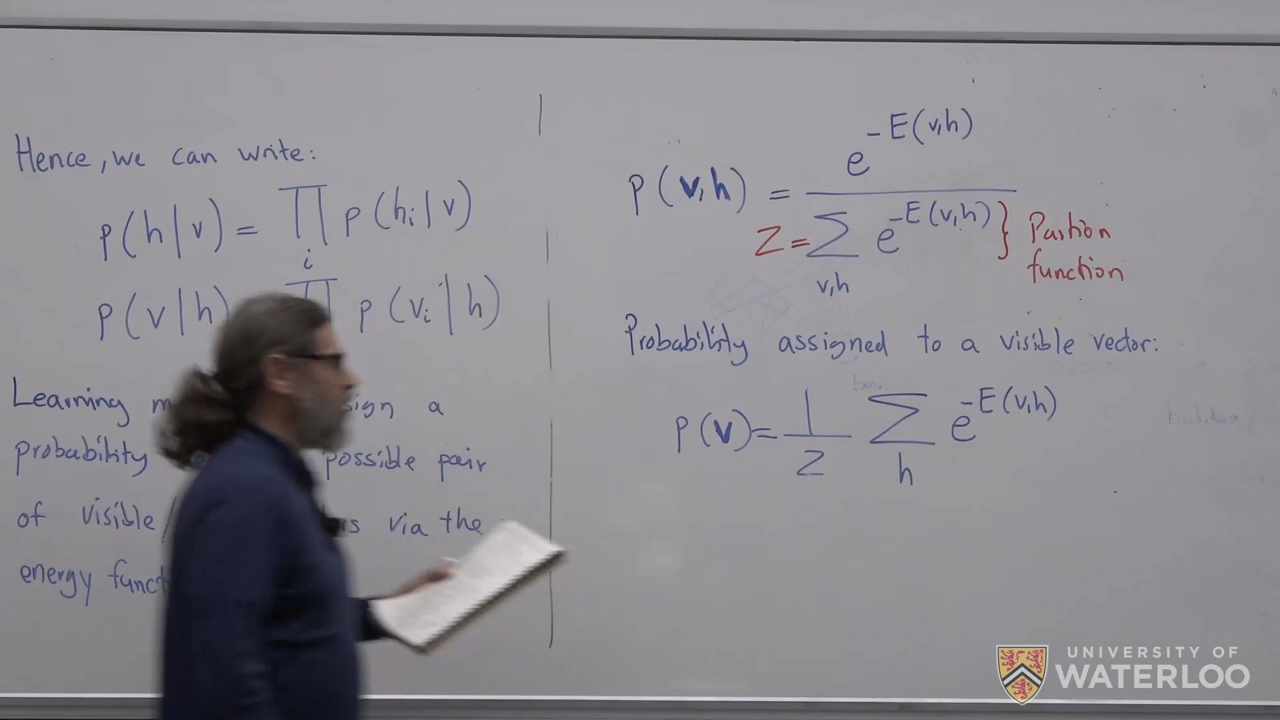 Hence, we can write:
p(h|v) = ∏ p(hᵢ|v)
i
p(v|h) ∏ p(vᵢ|h)
Learning sign a
probability possible pair
of visible/ via the
energy funct
p(v,h) = e^-E(v,h)
Z = Σ e^-E(v,h) } Partion
v,h function
Probability assigned to a visible vector:
p(v) = 1/Z Σ e^-E(v,h)
h
UNIVERSITY OF
WATERLOO